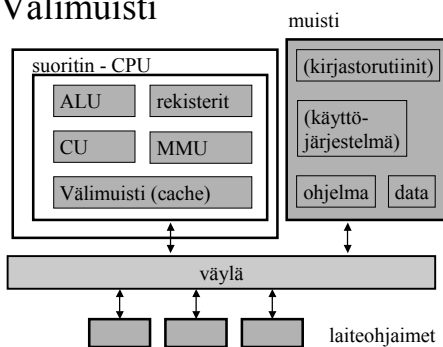 Välimuisti
muisti
suoritin - CPU
(kirjastorutiinit)
ALU
rekisterit
(käyttö-
järjestelmä)
CU
MMU
Välimuisti (cache)
ohjelma
data
väylä
laiteohjaimet